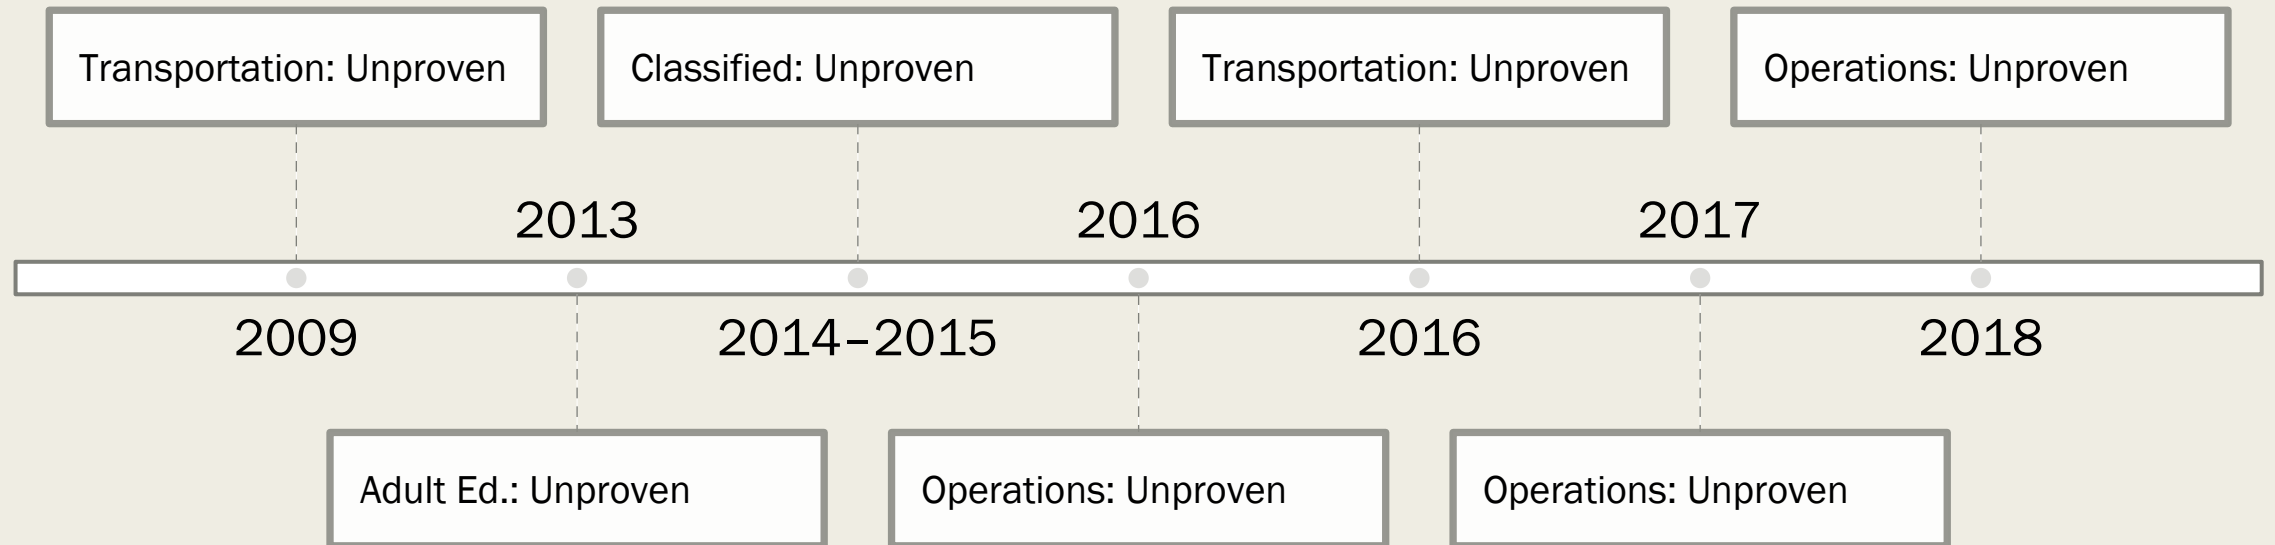 Transportation: Unproven
Classified: Unproven
Transportation: Unproven
Operations: Unproven
2013
2016
2017
2009
2014–2015
2016
2018
Adult Ed.: Unproven
Operations: Unproven
Operations: Unproven